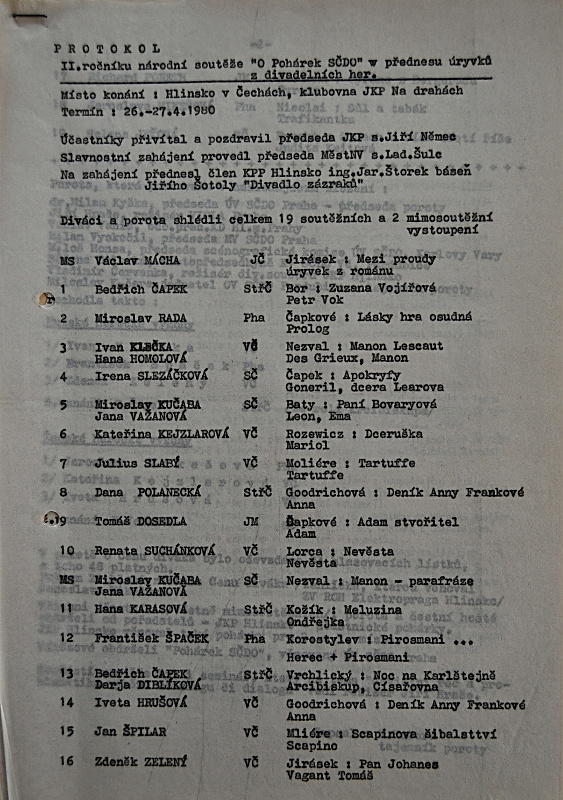 PROTOKOL
II.ročníku národní soutěže "O Pohárek SČDO" v přednesu úryvků
z divadelních her.
Místo konání : Hlinsko v Čechách, klubovna JKP Na drahách
Termín : 26.-27.4.1980
Účastníky přivítal a pozdravil předseda JKP s.Jiří Němec
Slavnostní zahájení provedl předseda MěstNV s.Lad.Šulc
Na zahájení přednesl člen KPP Hlinsko ing.Jar.Štorek báseň
Jiřího Šotoly "Divadlo zázraků"
Diváci a porota shlédli celkem 19 soutěžních a 2 mimosoutěžní
vystoupení
MS Václav MÁCHA JČ Jirásek : Mezi proudy
úryvek z románu
1 Bedřich ČAPEK StřČ Bor : Zuzana Vojířová
Petr Vok
2 Miroslav RADA Pha Čapkové : Lásky hra osudná
Prolog
3 Ivan KLEČKA VČ Nezval : Manon Lescaut
Hana HOMOLOVÁ Des Grieux, Manon
4 Irena SLEZÁČKOVÁ SČ Čapek : Apokryfy
Goneril, dcera Learova
5 Miroslav KUČABA SČ Baty : Paní Bovaryová
Jana VAŽANOVÁ Leon, Ema
6 Kateřina KEJZLAROVÁ VČ Rozewicz : Dceruška
Mariol
7 Julius SLABÝ VČ Moliére : Tartuffe
Tartuffe
8 Dana POLANECKÁ StřČ Goodrichová : Deník Anny Frankové
Anna
9 Tomáš DOSEDLA JM Čapkové : Adam stvořitel
Adam
10 Renata SUCHÁNKOVÁ VČ Lorca : Nevěsta
Nevěsta
MS Miroslav KUČABA SČ Nezval : Manon - parafráze
Jana VAŽANOVÁ
11 Hana KARASOVÁ StřČ Kožík : Meluzina
Ondřejka
12 František ŠPAČEK Pha Korostylev : Pirosmani ...
Herec + Pirosmani
13 Bedřich ČAPEK StřČ Vrchlický : Noc na Karlštejně
Darja DIBLÍKOVÁ Arcibiskup, Císařovna
14 Iveta HRUŠOVÁ VČ Goodrichová : Deník Anny Frankové
Anna
15 Jan ŠPILAR VČ Mliére : Scapinova šibalství
Scapino
16 Zdeněk ZELENÝ VČ Jirásek : Pan Johanes
Vagant Tomáš